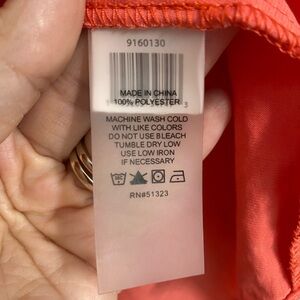 9160130
MADE IN CHINA
100% POLYESTER
MACHINE WASH COLD
WITH LIKE COLORS
DO NOT USE BLEACH
TUMBLE DRY LOW
USE LOW IRON
IF NECESSARY
RN#51323